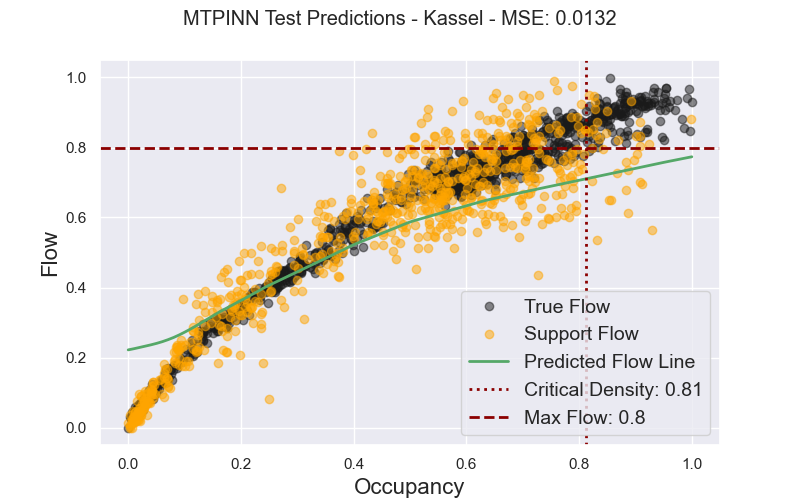 MTPINN Test Predictions - Kassel - MSE: 0.0132
Flow
1.0
0.8
0.6
0.4
0.2
0.0
True Flow
Support Flow
Predicted Flow Line
Critical Density: 0.81
Max Flow: 0.8
0.0 0.2 0.4 0.6 0.8 1.0
Occupancy